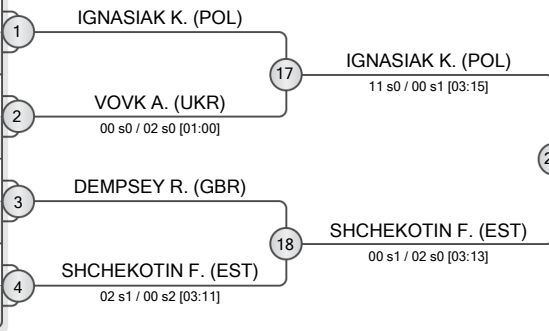 1
IGNASIAK K. (POL)
17
IGNASIAK K. (POL)
11 s0 / 00 s1 [03:15]
2
VOVK A. (UKR)
00 s0 / 02 s0 [01:00]
3
DEMPSEY R. (GBR)
18
SHCHEKOTIN F. (EST)
00 s1 / 02 s0 [03:13]
4
SHCHEKOTIN F. (EST)
02 s1 / 00 s2 [03:11]